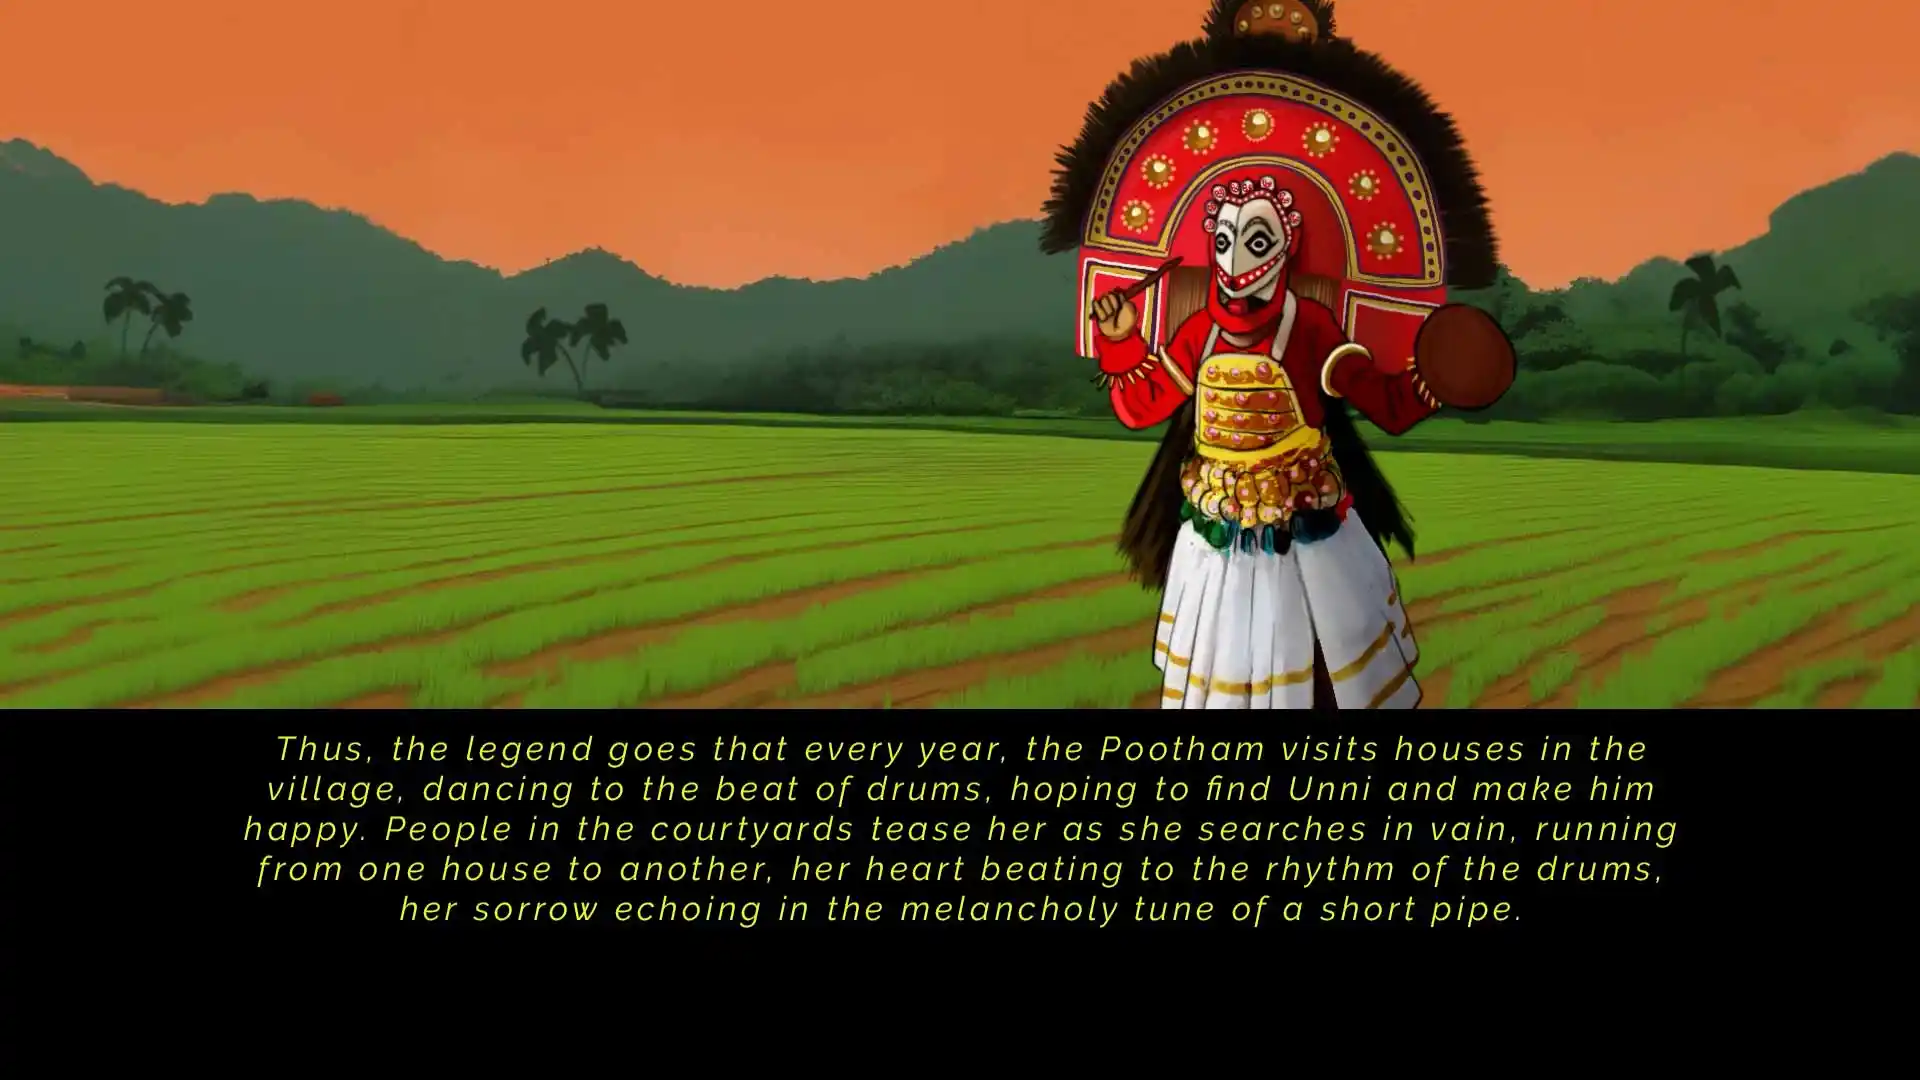 Thus, the legend goes that every year, the Pootham visits houses in the
village, dancing to the beat of drums, hoping to find Unni and make him
happy. People in the courtyards tease her as she searches in vain, running
from one house to another, her heart beating to the rhythm of the drums,
her sorrow echoing in the melancholy tune of a short pipe.